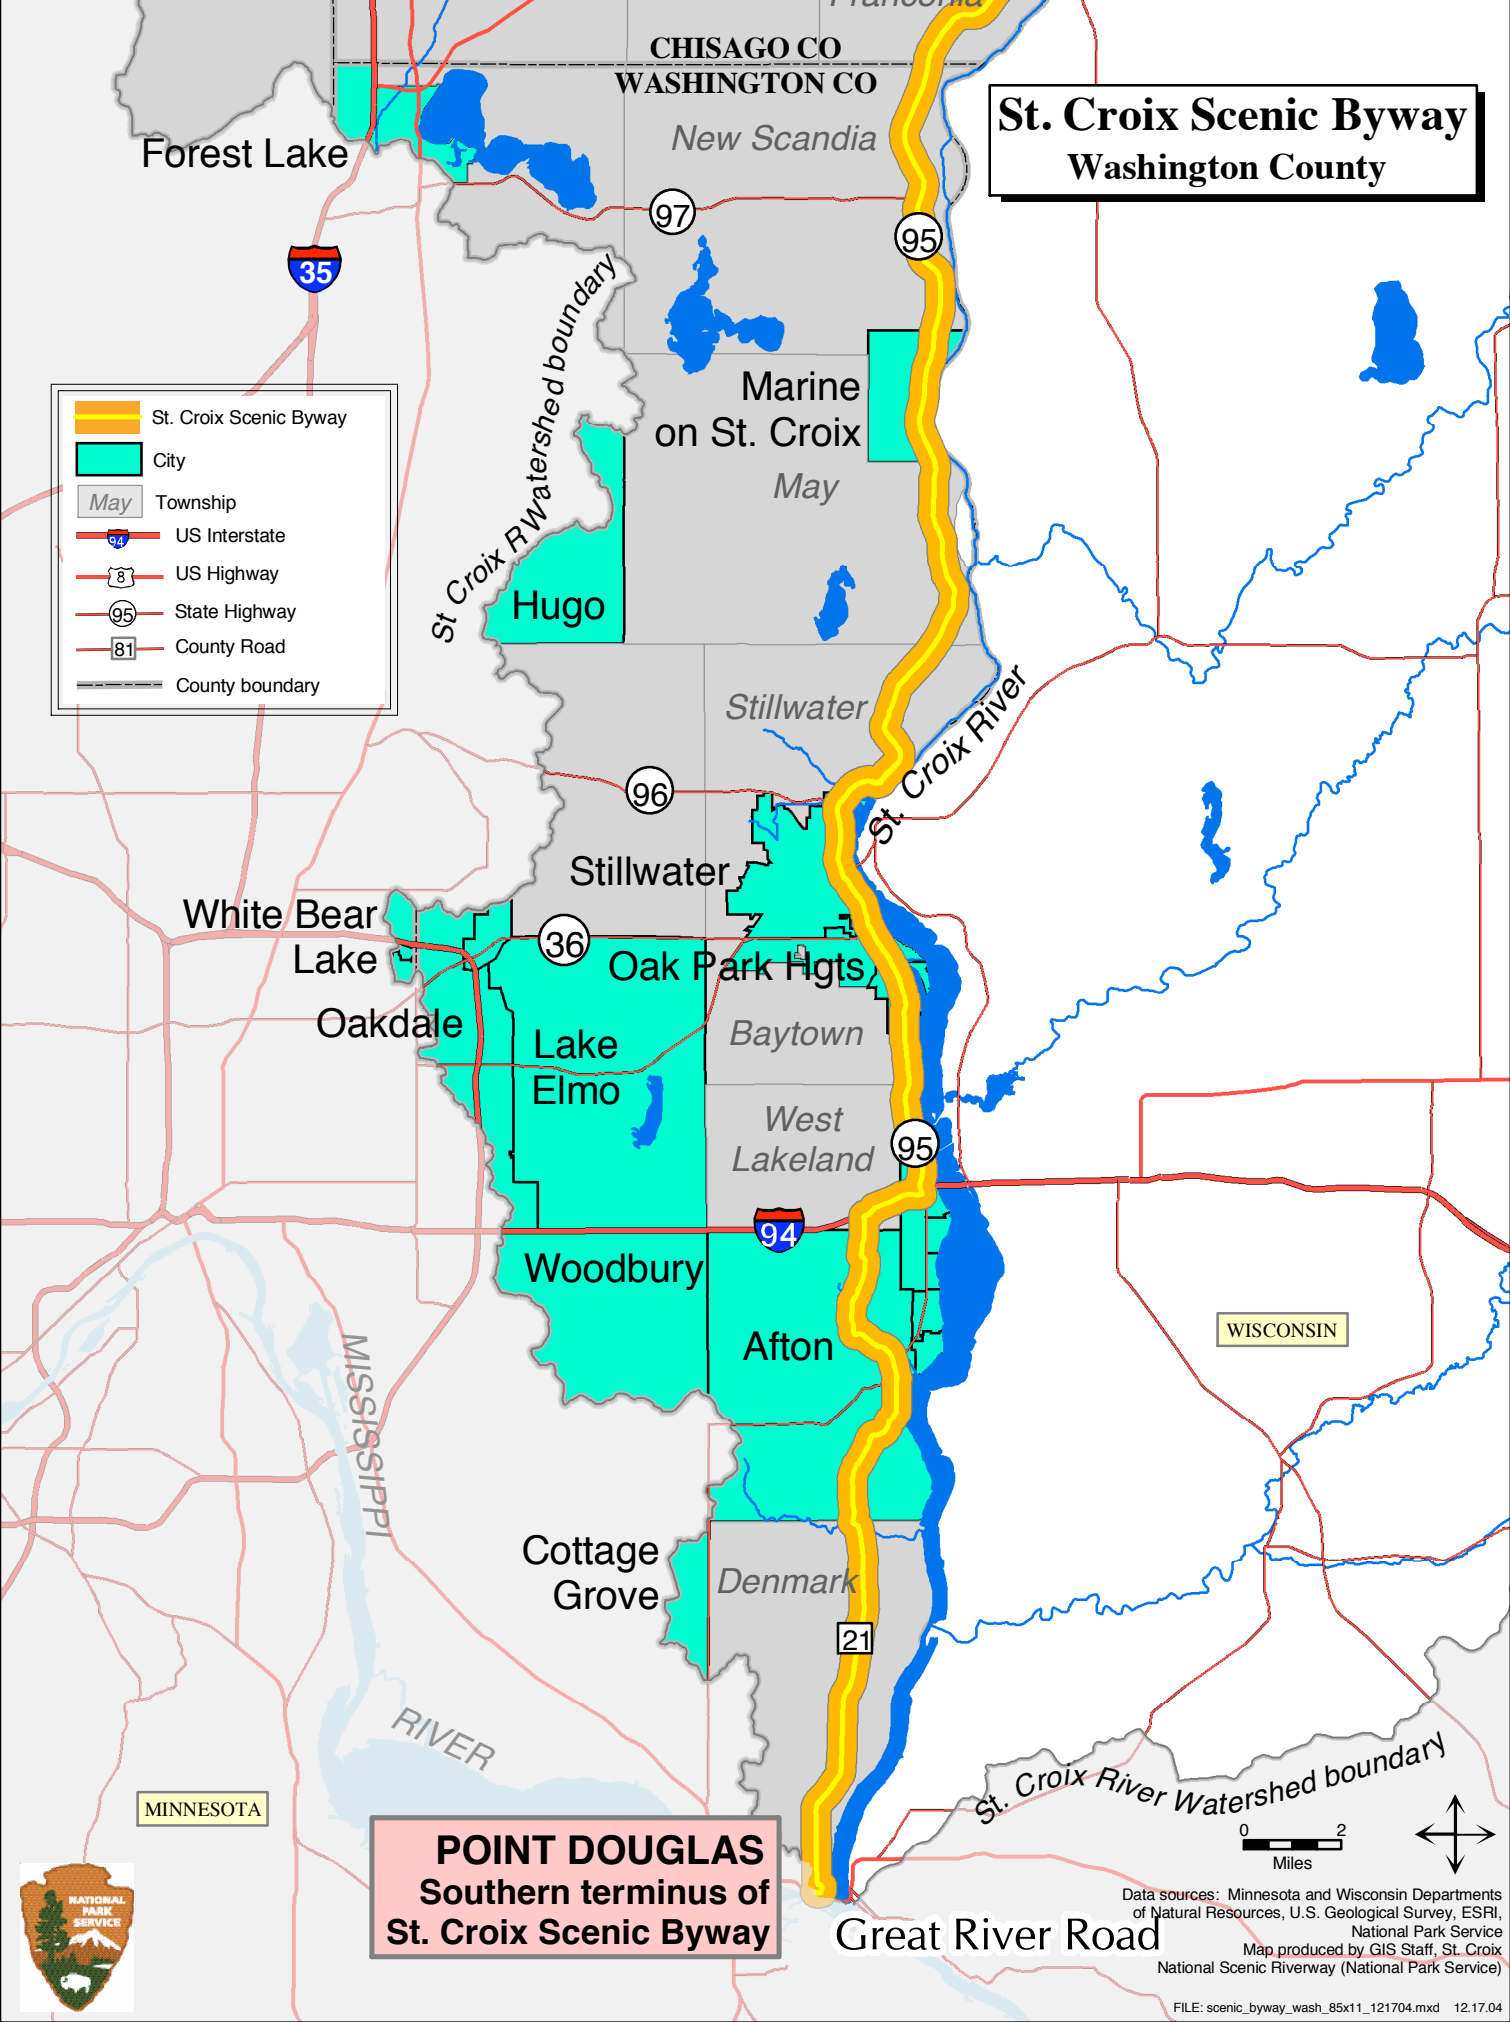 Franconia
CHISAGO CO
WASHINGTON CO
St. Croix Scenic Byway
Washington County
New Scandia
Forest Lake
97
95
35
St Croix R Watershed boundary
Marine
on St. Croix
May
St. Croix Scenic Byway
City
May Township
94 US Interstate
8 US Highway
95 State Highway
81 County Road
County boundary
Hugo
Stillwater
St. Croix River
96
Stillwater
White Bear
Lake
36
Oak Park Hgts
Oakdale
Lake
Elmo
Baytown
West
Lakeland
95
94
Woodbury
Afton
WISCONSIN
MISSISSIPPI
Cottage
Grove
Denmark
21
RIVER
St. Croix River Watershed boundary
MINNESOTA
POINT DOUGLAS
Southern terminus of
St. Croix Scenic Byway
Great River Road
0 2
Miles
NATIONAL
PARK
SERVICE
Data sources: Minnesota and Wisconsin Departments
of Natural Resources, U.S. Geological Survey, ESRI,
National Park Service
Map produced by GIS Staff, St. Croix
National Scenic Riverway (National Park Service)
FILE: scenic_byway_wash_85x11_121704.mxd 12.17.04